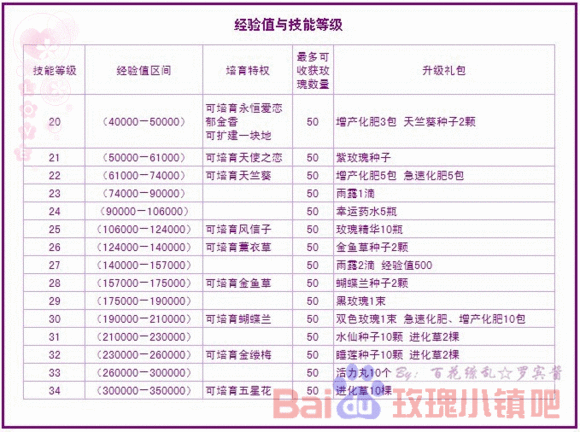 经验值与技能等级
技能等级 经验值区间 培育特权 最多可收获玫瑰数量 升级礼包
20 (40000—50000) 可培育永恒爱恋 郁金香 可扩建一块地 50 增产化肥3包 天竺葵种子2颗
21 (50000—61000) 可培育天使之恋 50 紫玫瑰种子
22 (61000—74000) 可培育天竺葵 50 增产化肥5包 急速化肥5包
23 (74000—90000) 50 雨露1滴
24 (90000—106000) 50 幸运药水5瓶
25 (106000—124000) 可培育风信子 50 玫瑰精华10瓶
26 (124000—140000) 可培育薰衣草 50 金鱼草种子2颗
27 (140000—157000) 50 雨露2滴 经验值500
28 (157000—175000) 可培育金鱼草 50 蝴蝶兰种子2颗
29 (175000—190000) 50 黑玫瑰1束
30 (190000—210000) 可培育蝴蝶兰 50 双色玫瑰1束 急速化肥、增产化肥10包
31 (210000—230000) 50 水仙种子10颗 进化草2棵
32 (230000—260000) 可培育金缕梅 50 睡莲种子10颗 进化草2棵
33 (260000—300000) 50 活力丸10个
34 (300000—350000) 可培育五星花 50 进化草10棵
By: 百花缭乱☆罗宾酱
Bai du 玫瑰小镇吧